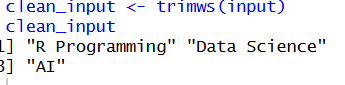 clean_input <- trimws(input)
clean_input
1] "R Programming" "Data Science"
3] "AI"